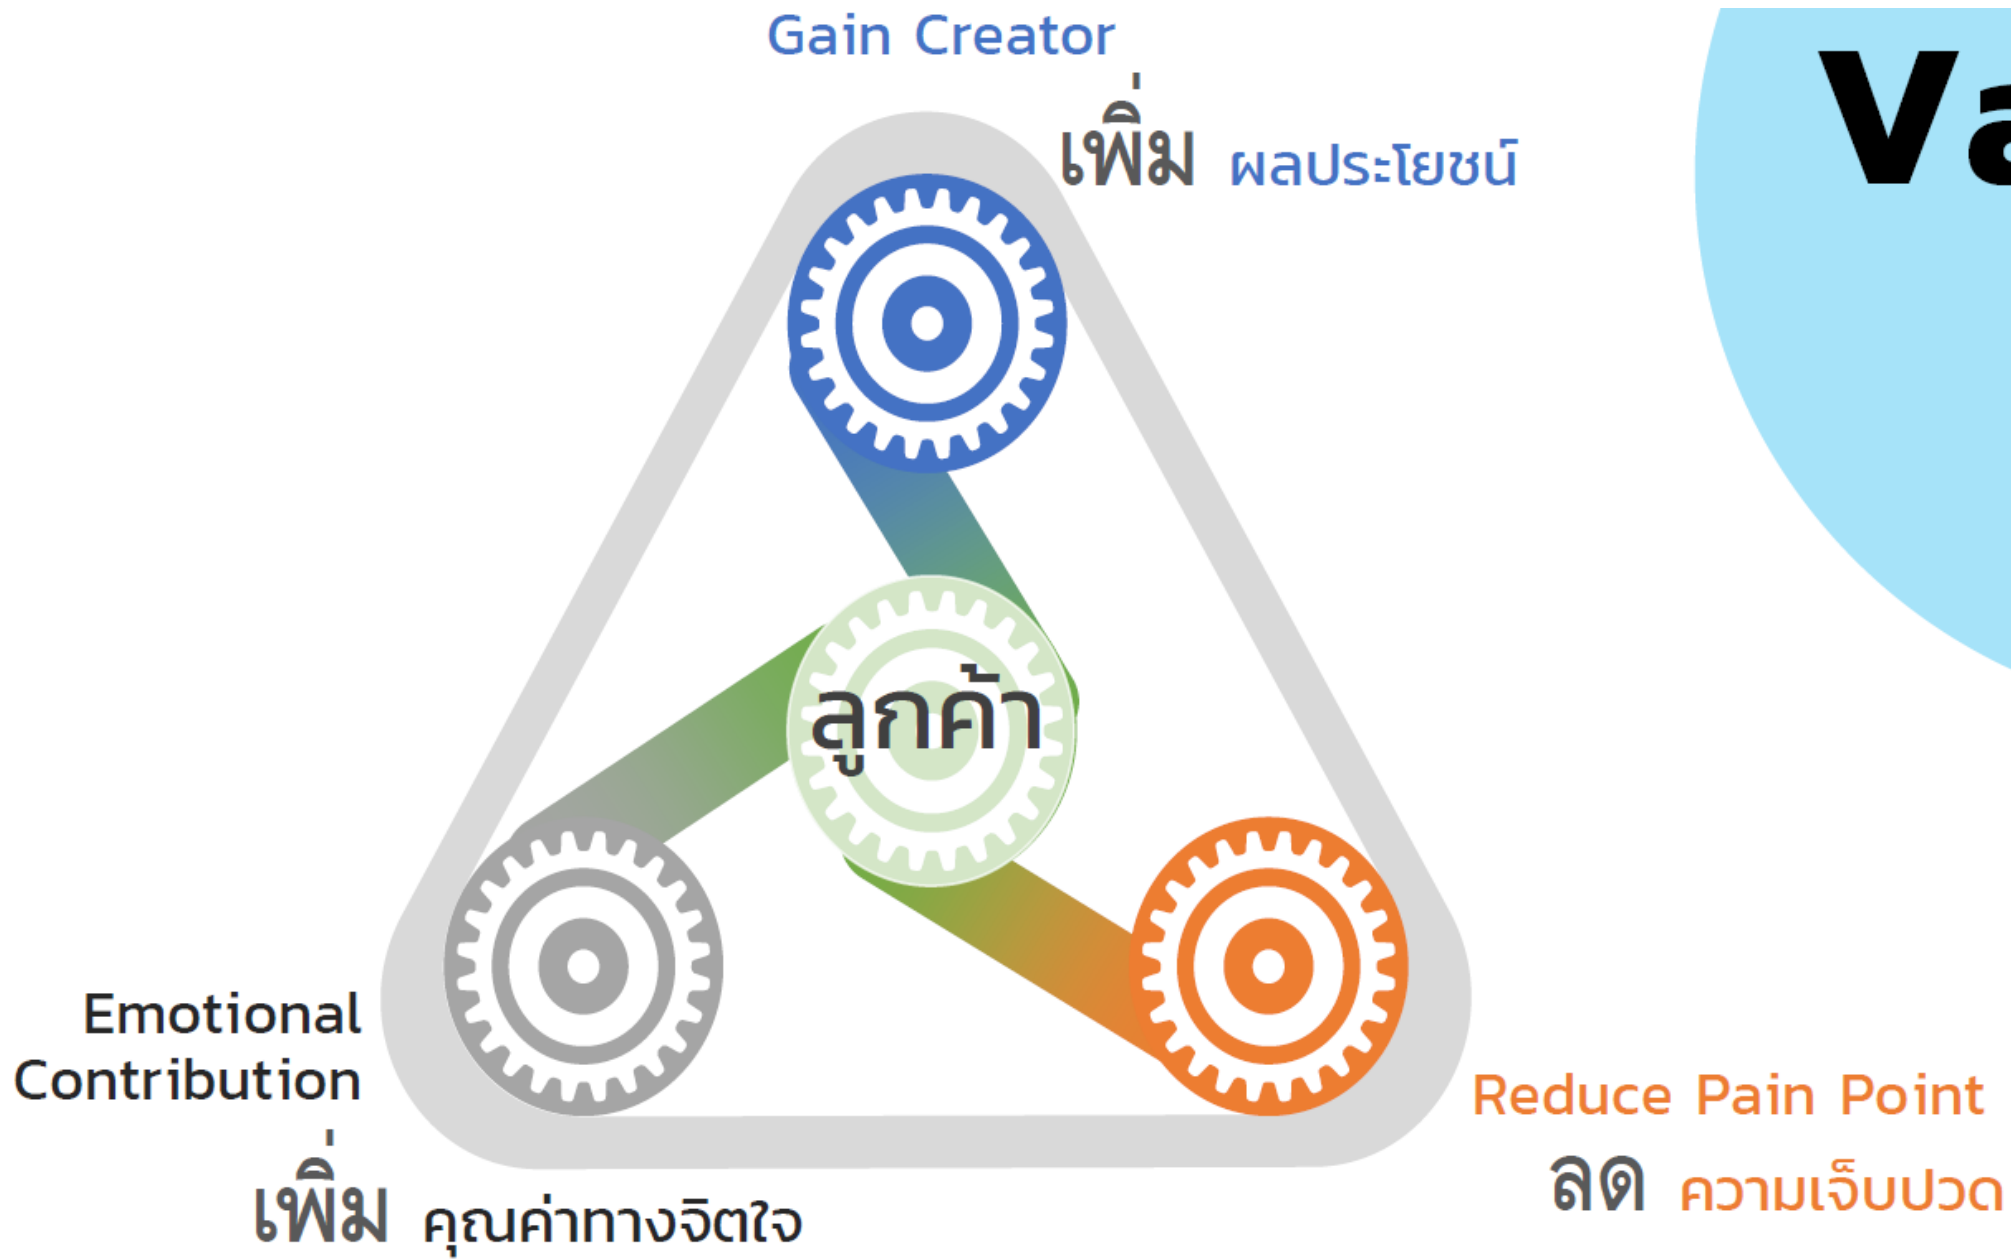 Gain Creator
เพิ่ม ผลประโยชน์
Va
ลูกค้า
Emotional
Contribution
เพิ่ม คุณค่าทางจิตใจ
Reduce Pain Point
ลด ความเจ็บปวด